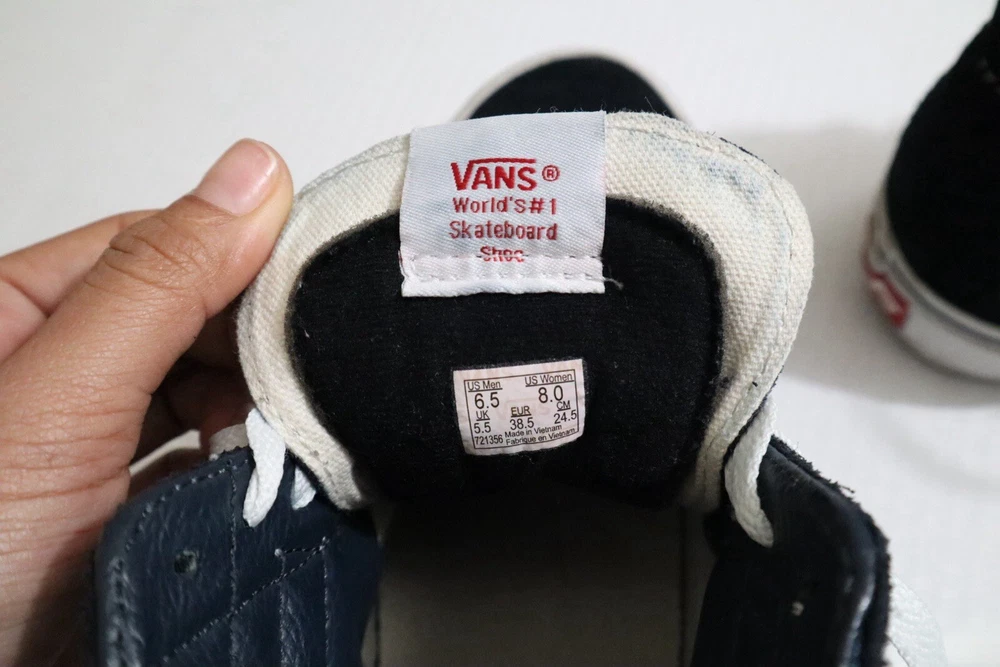 VANS®
World's #1
Skateboard
Shoe
US Men US Women
6.5 8.0
UK EUR CM
5.5 38.5 24.5
721356 Made in Vietnam
Fabrique en Vietnam